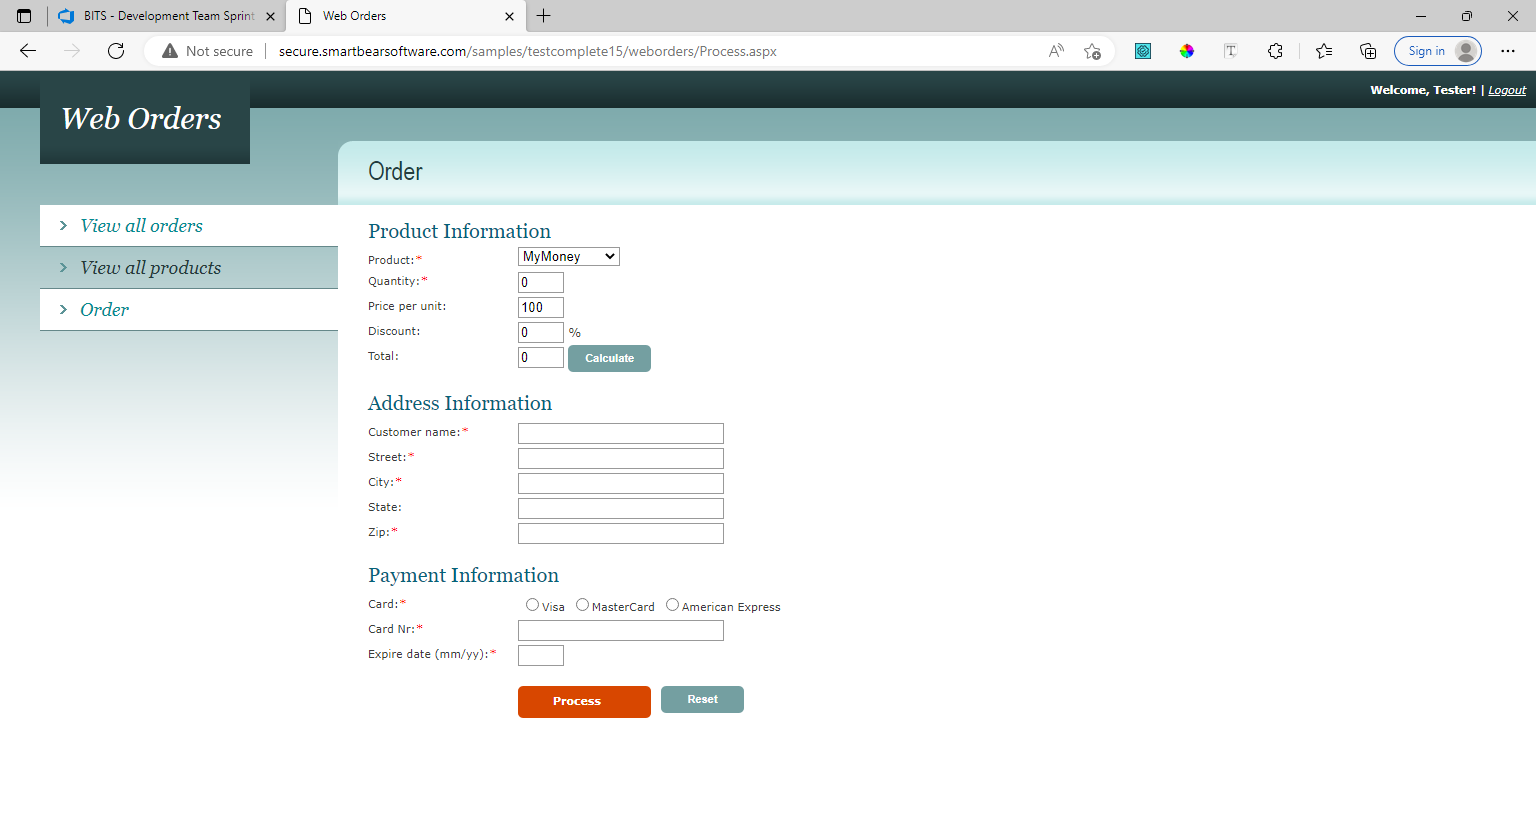 BITS - Development Team Sprint
Web Orders
Not secure
secure.smartbearsoftware.com/samples/testcomplete15/weborders/Process.aspx
Sign in
Welcome, Tester! | Logout
Web Orders
Order
View all orders
View all products
Order
Product Information
Product:* MyMoney
Quantity:* 0
Price per unit: 100
Discount: 0 %
Total: 0 Calculate
Address Information
Customer name:*
Street:*
City:*
State:
Zip:*
Payment Information
Card:* Visa MasterCard American Express
Card Nr:*
Expire date (mm/yy):*
Process Reset